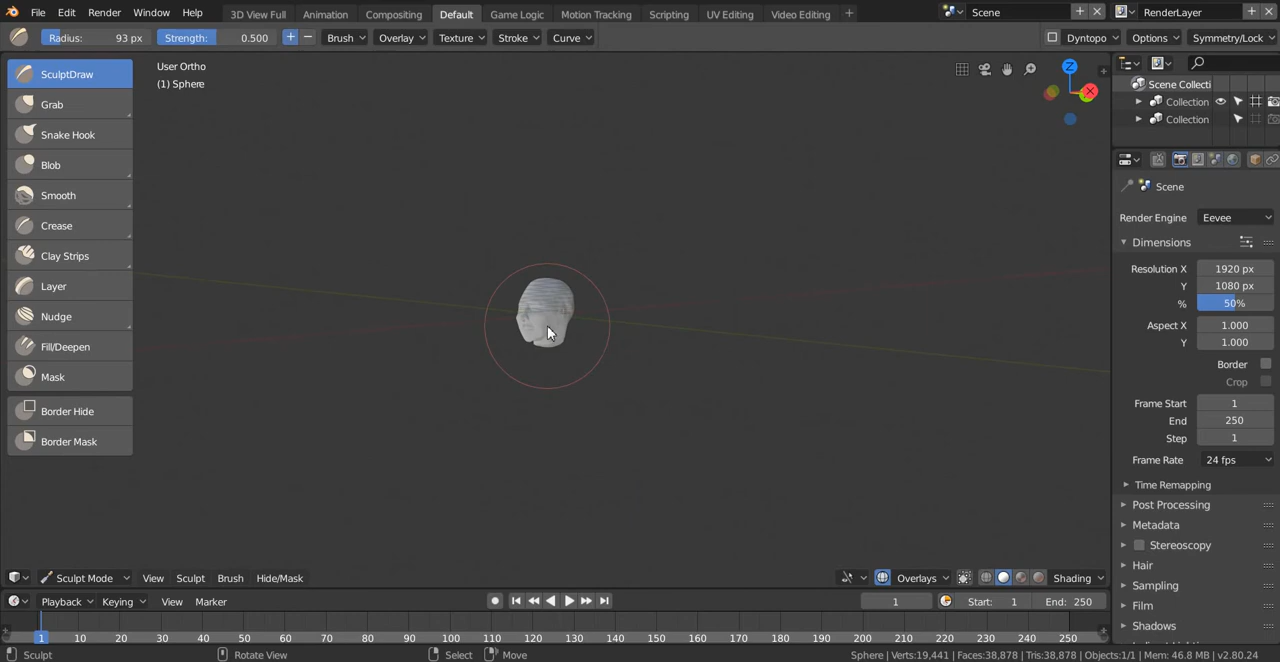 File Edit Render Window Help 3D View Full Animation Compositing Default Game Logic Motion Tracking Scripting UV Editing Video Editing Scene RenderLayer
Radius: 93 px Strength: 0.500 Brush Overlay Texture Stroke Curve Dyntopo Options Symmetry/Lock
SculptDraw
Grab
Snake Hook
Blob
Smooth
Crease
Clay Strips
Layer
Nudge
Fill/Deepen
Mask
Border Hide
Border Mask
User Ortho
(1) Sphere
Z
X
Scene Collecti
Collection
Collection
Scene
Render Engine Eevee
Dimensions
Resolution X 1920 px
Y 1080 px
% 50%
Aspect X 1.000
Y 1.000
Border
Crop
Frame Start 1
End 250
Step 1
Frame Rate 24 fps
Time Remapping
Post Processing
Metadata
Stereoscopy
Hair
Sampling
Film
Shadows
Sculpt Mode View Sculpt Brush Hide/Mask Overlays Shading
Playback Keying View Marker 1 Start: 1 End: 250
1 10 20 30 40 50 60 70 80 90 100 110 120 130 140 150 160 170 180 190 200 210 220 230 240 250
Sculpt Rotate View Select Move Sphere | Verts:19,441 | Faces:38,878 | Tris:38,878 | Objects:1/1 | Mem: 46.8 MB | v2.80.24